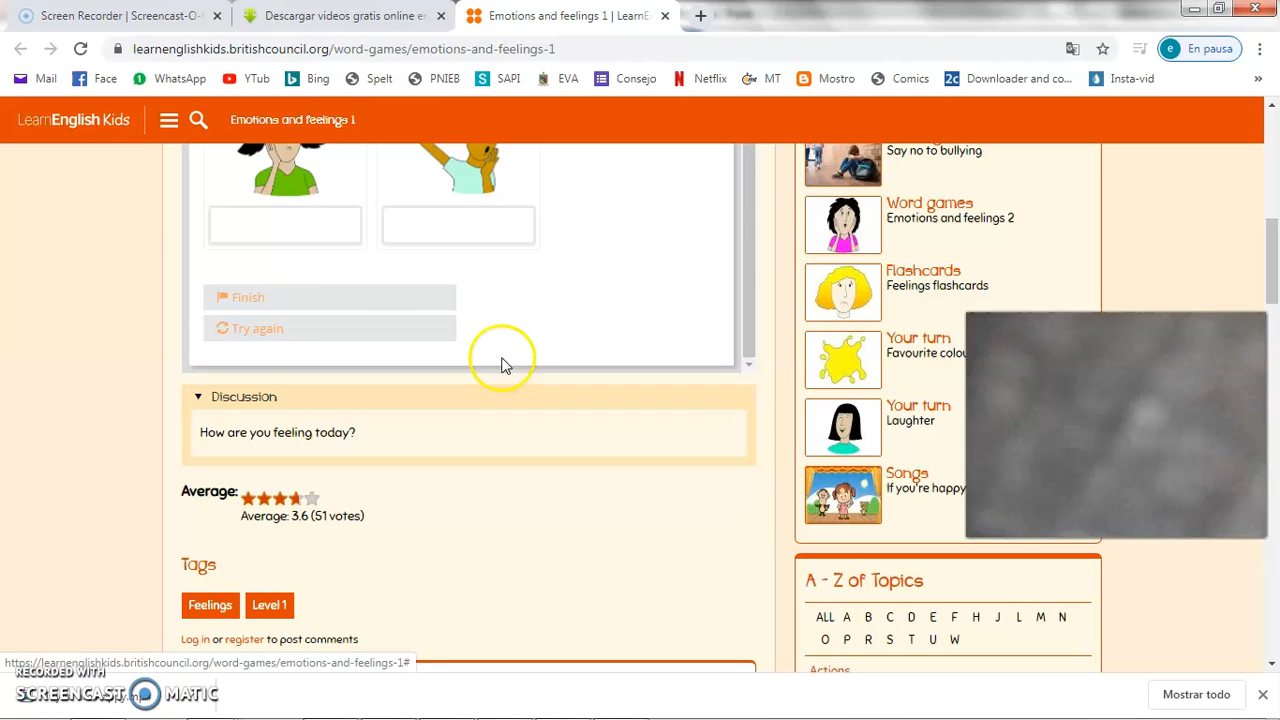 Screen Recorder | Screencast-O-
Descargar videos gratis online en
Emotions and feelings 1 | LearnE
learnenglishkids.britishcouncil.org/word-games/emotions-and-feelings-1
e En pausa
Mail
Face
WhatsApp
YTub
Bing
Spelt
PNIEB
SAPI
EVA
Consejo
Netflix
MT
Mostro
Comics
2c Downloader and co...
Insta-vid
»
LearnEnglish Kids
Emotions and feelings 1
Say no to bullying
Word games
Emotions and feelings 2
Finish
Flashcards
Feelings flashcards
Try again
Your turn
Favourite colou
Discussion
How are you feeling today?
Your turn
Laughter
Songs
If you're happy
Average:
Average: 3.6 (51 votes)
Tags
Feelings
Level 1
A - Z of Topics
ALL A B C D E F H J L M N
O P R S T U W
Log in or register to post comments
Actions
https://learnenglishkids.britishcouncil.org/word-games/emotions-and-feelings-1#
RECORDED WITH
SCREENCAST MATIC
Mostrar todo